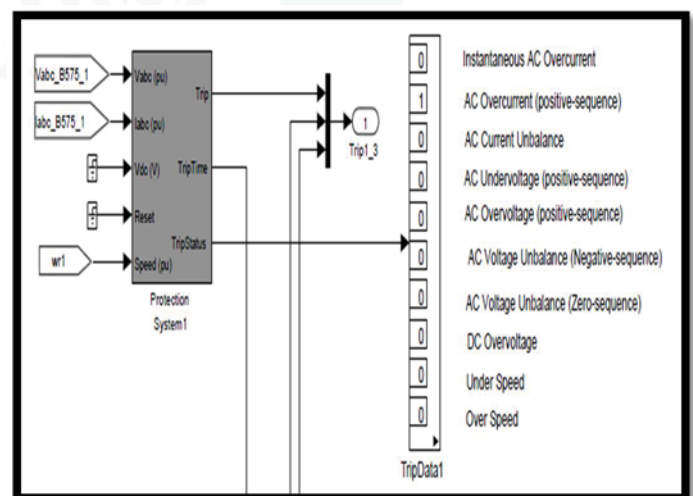 Vabc_B575_1
Iabc_B575_1
wr1
Vabc (pu)
Iabc (pu)
Vdc (V)
Reset
Speed (pu)
Trip
TripTime
TripStatus
Protection
System1
1
Trip1_3
0 Instantaneous AC Overcurrent
1 AC Overcurrent (positive-sequence)
0 AC Current Unbalance
0 AC Undervoltage (positive-sequence)
0 AC Overvoltage (positive-sequence)
0 AC Voltage Unbalance (Negative-sequence)
0 AC Voltage Unbalance (Zero-sequence)
0 DC Overvoltage
0 Under Speed
0 Over Speed
TripData1